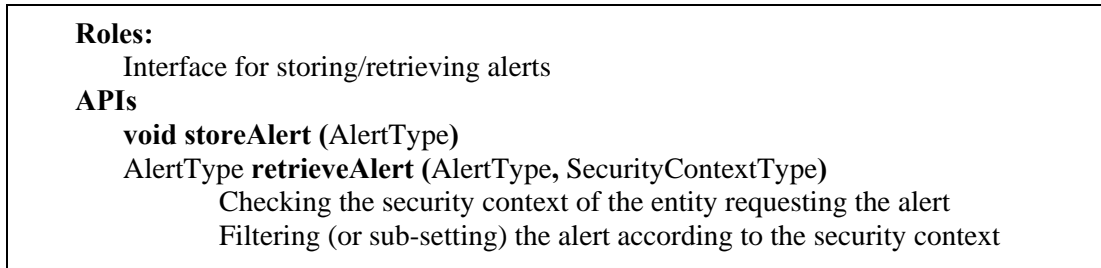 Roles:
Interface for storing/retrieving alerts
APIs
void storeAlert (AlertType)
AlertType retrieveAlert (AlertType, SecurityContextType)
Checking the security context of the entity requesting the alert
Filtering (or sub-setting) the alert according to the security context